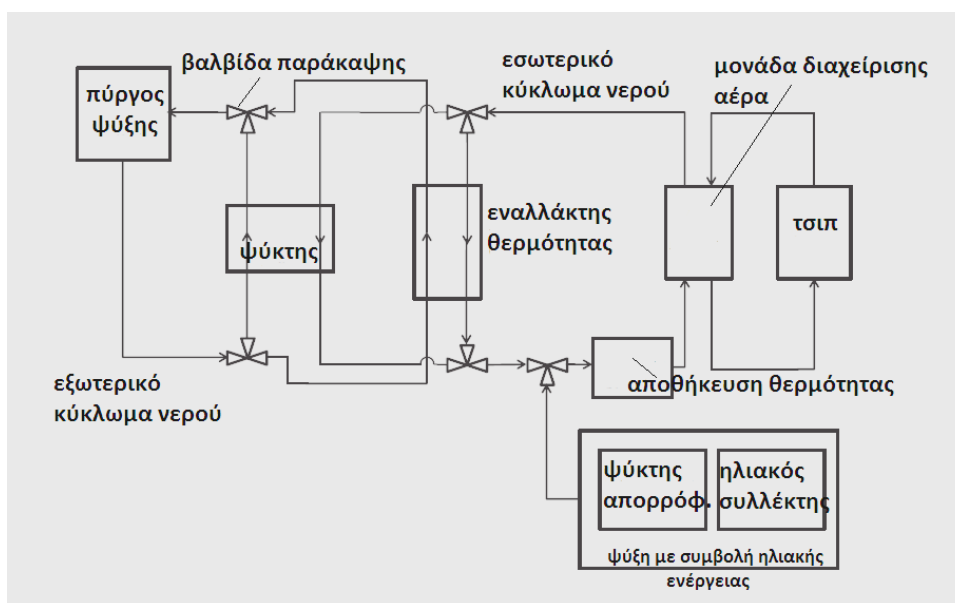 βαλβίδα παράκαψης
πύργος
ψύξης
εσωτερικό
κύκλωμα νερού
μονάδα διαχείρισης
αέρα
ψύκτης
εναλλάκτης
θερμότητας
τσιπ
εξωτερικό
κύκλωμα νερού
αποθήκευση θερμότητας
ψύκτης
απορρόφ.
ηλιακός
συλλέκτης
ψύξη με συμβολή ηλιακής
ενέργειας